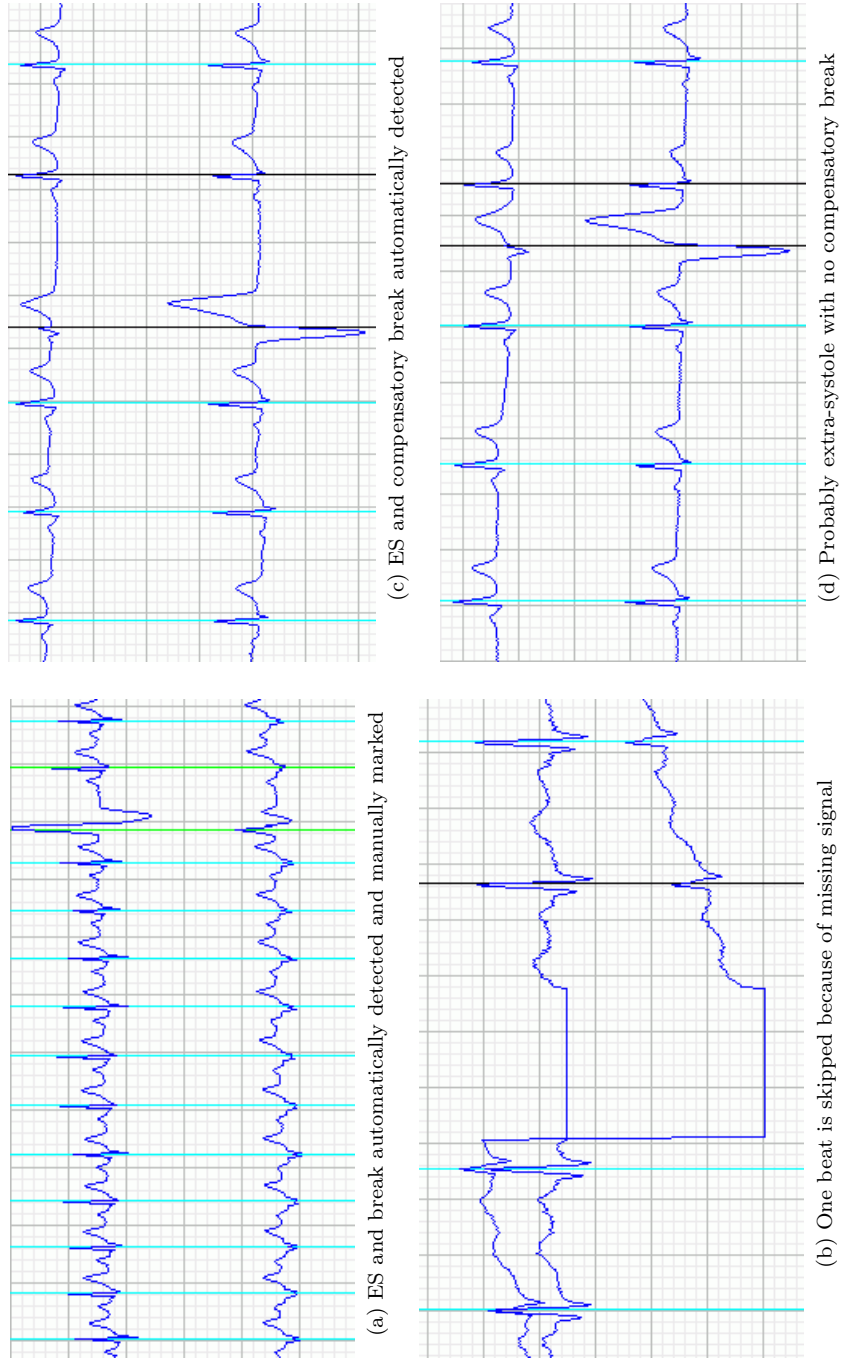 (a) ES and break automatically detected and manually marked
(b) One beat is skipped because of missing signal
(c) ES and compensatory break automatically detected
(d) Probably extra-systole with no compensatory break